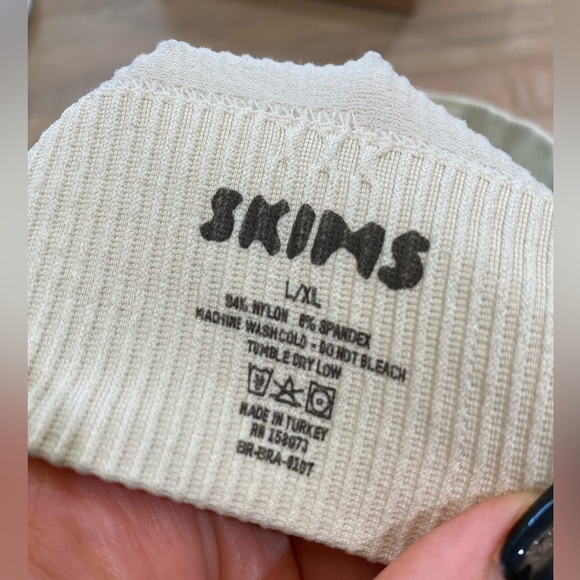 SKIMS
L/XL
94% NYLON 6% SPANDEX
MACHINE WASH COLD - DO NOT BLEACH
TUMBLE DRY LOW
MADE IN TURKEY
RN 158973
BR-BRA-0107